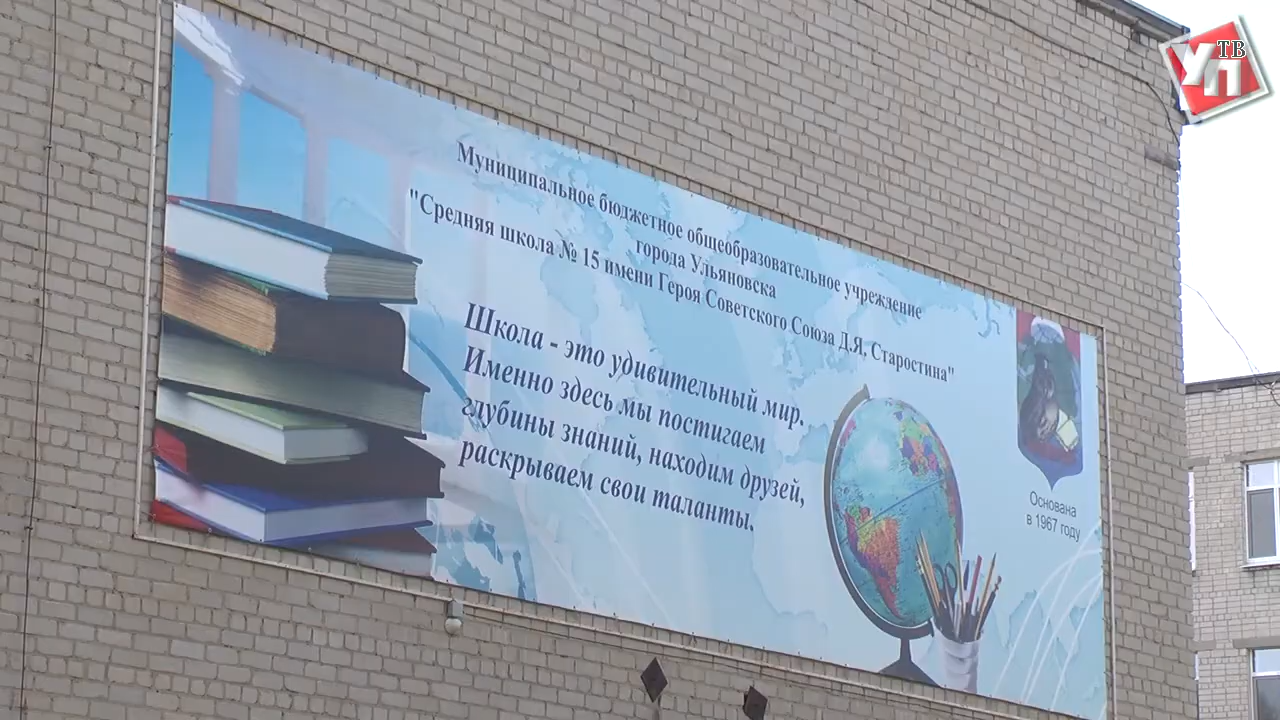 УП ТВ
Муниципальное бюджетное общеобразовательное учреждение
города Ульяновска
"Средняя школа № 15 имени Героя Советского Союза Д.Я. Старостина"
Школа - это удивительный мир.
Именно здесь мы постигаем
глубины знаний, находим друзей,
раскрываем свои таланты.
Основана
в 1967 году